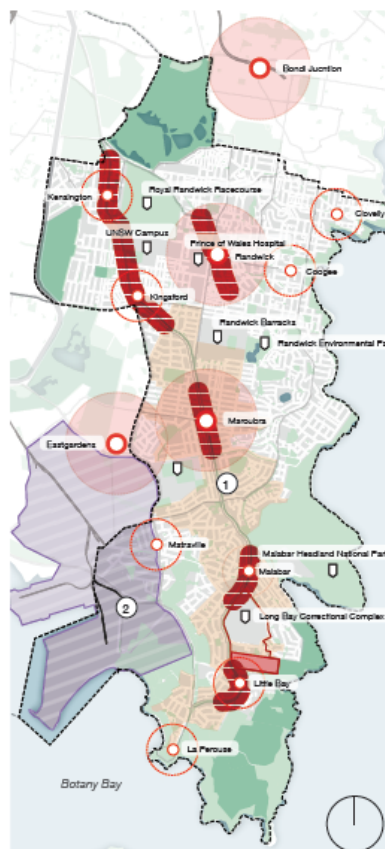 Bondi Jucntion
Kensington
Royal Randwick Racecourse
Clovelly
UNSW Campus
Prince of Wales Hospital
Randwick
Coogee
Kingsford
Randwick Barracks
Randwick Environmental Pa
Maroubra
Eastgardens
1
Matraville
Malabar Headland National Park
Malabar
2
Long Bay Correctional Complex
Little Bay
La Perouse
Botany Bay